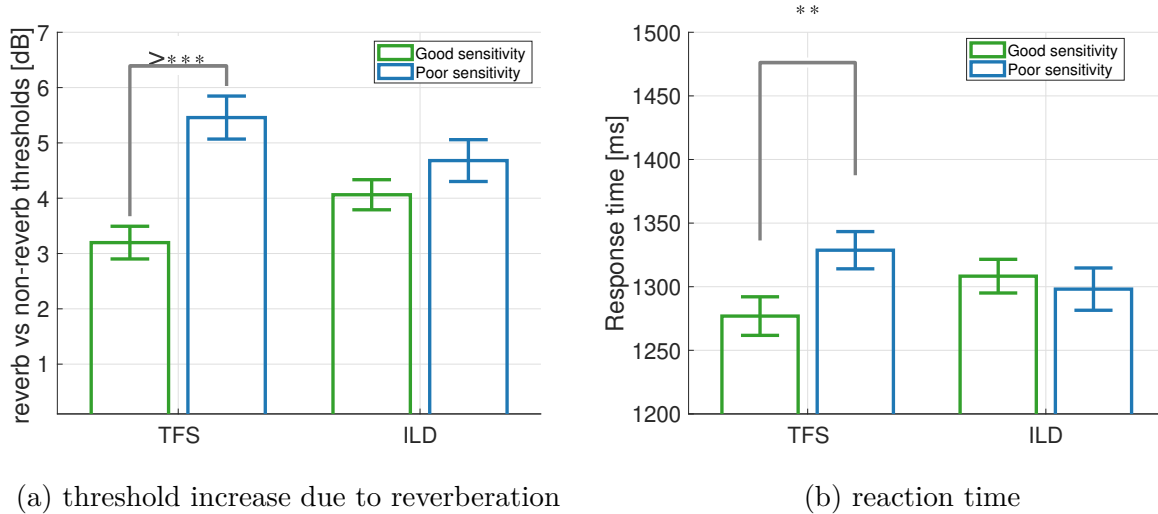 reverb vs non-reverb thresholds [dB]
7
6
5
4
3
2
1
>***
Good sensitivity
Poor sensitivity
TFS
ILD
(a) threshold increase due to reverberation
**
Response time [ms]
1500
1450
1400
1350
1300
1250
1200
Good sensitivity
Poor sensitivity
TFS
ILD
(b) reaction time